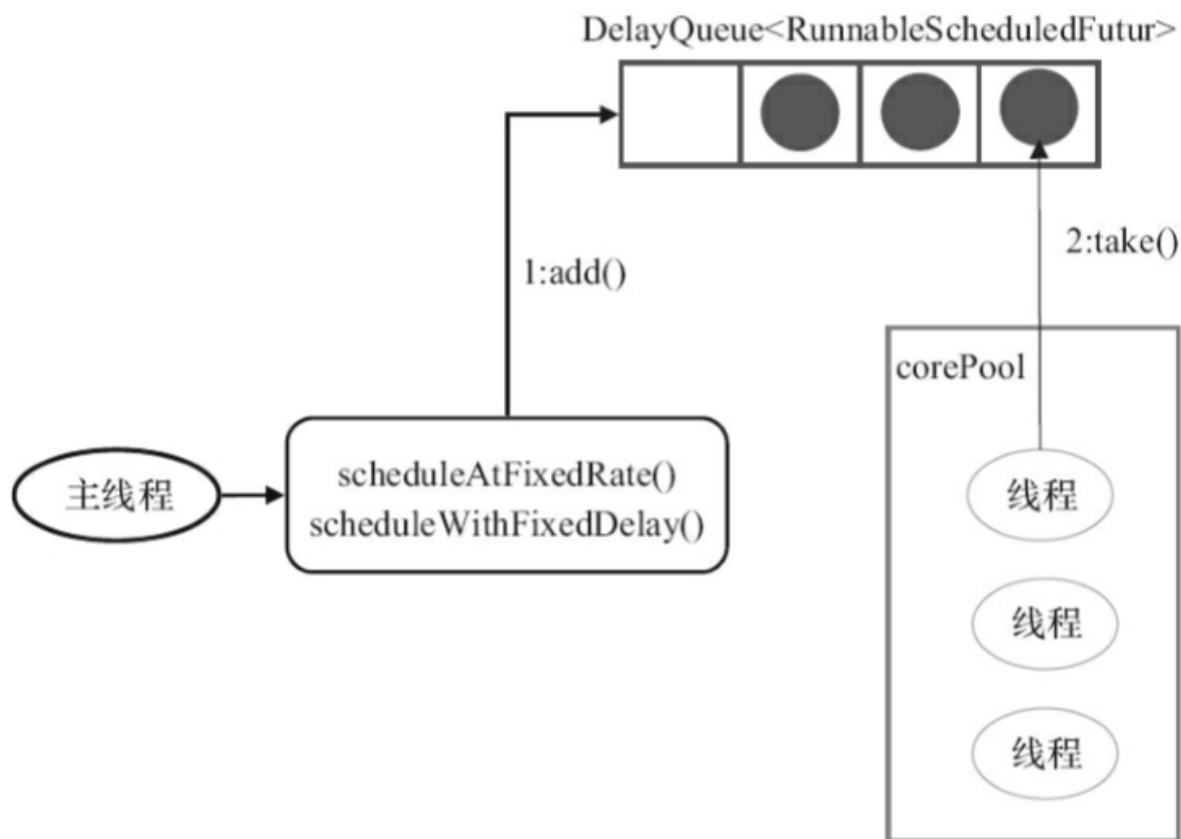 DelayQueue<RunnableScheduledFutur>
1:add()
2:take()
corePool
主线程
scheduleAtFixedRate()
scheduleWithFixedDelay()
线程
线程
线程